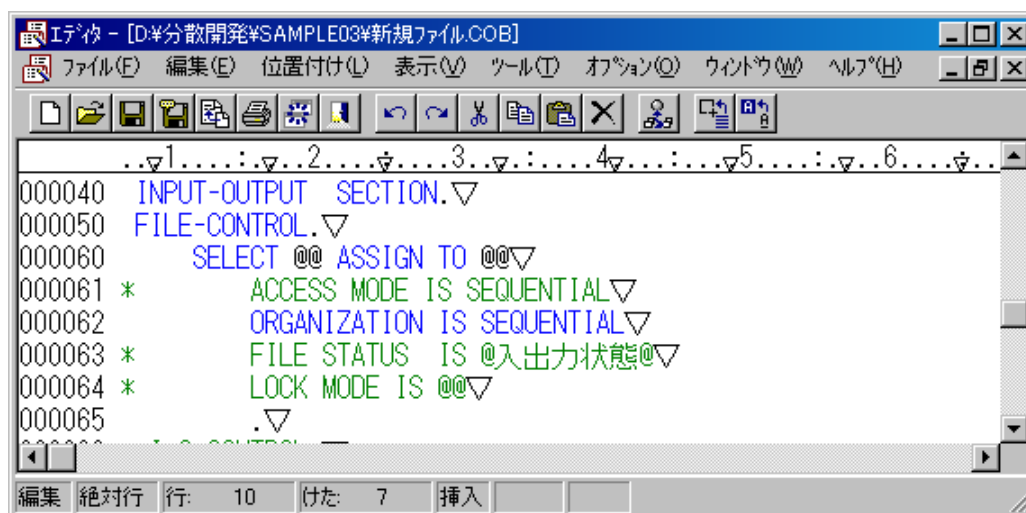 エディタ - [D:¥分散開発¥SAMPLE03¥新規ファイル.COB]
ファイル(F) 編集(E) 位置付け(L) 表示(V) ツール(T) オプション(O) ウィンドウ(W) ヘルプ(H)
..▽1....:.▽..2....▽....3..▽.:....4▽...:...▽5....:.▽..6....▽..
000040 INPUT-OUTPUT SECTION.▽
000050 FILE-CONTROL.▽
000060 SELECT @@ ASSIGN TO @@▽
000061 * ACCESS MODE IS SEQUENTIAL▽
000062 ORGANIZATION IS SEQUENTIAL▽
000063 * FILE STATUS IS @入出力状態@▽
000064 * LOCK MODE IS @@▽
000065 .▽
編集 絶対行 行: 10 けた: 7 挿入